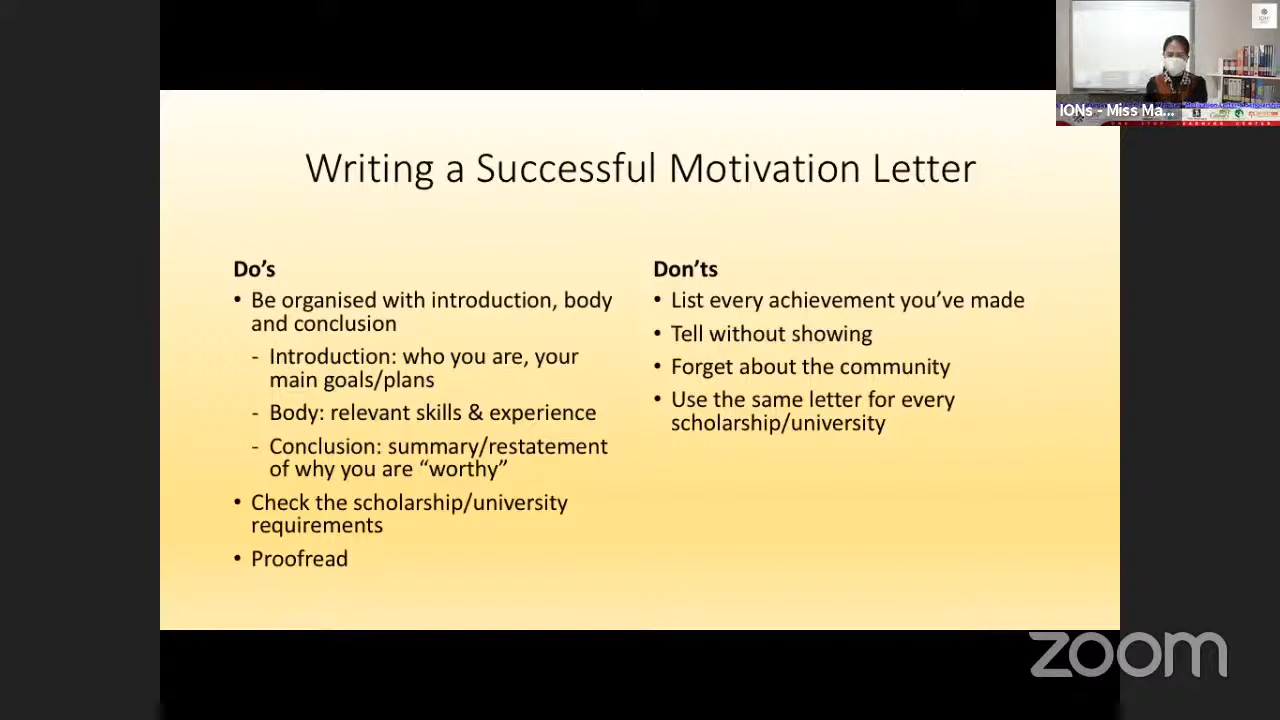 Writing a Successful Motivation Letter
Do’s
• Be organised with introduction, body
and conclusion
- Introduction: who you are, your
main goals/plans
- Body: relevant skills & experience
- Conclusion: summary/restatement
of why you are “worthy”
• Check the scholarship/university
requirements
• Proofread
Don’ts
• List every achievement you’ve made
• Tell without showing
• Forget about the community
• Use the same letter for every
scholarship/university
IONs - Miss Ma...
zoom